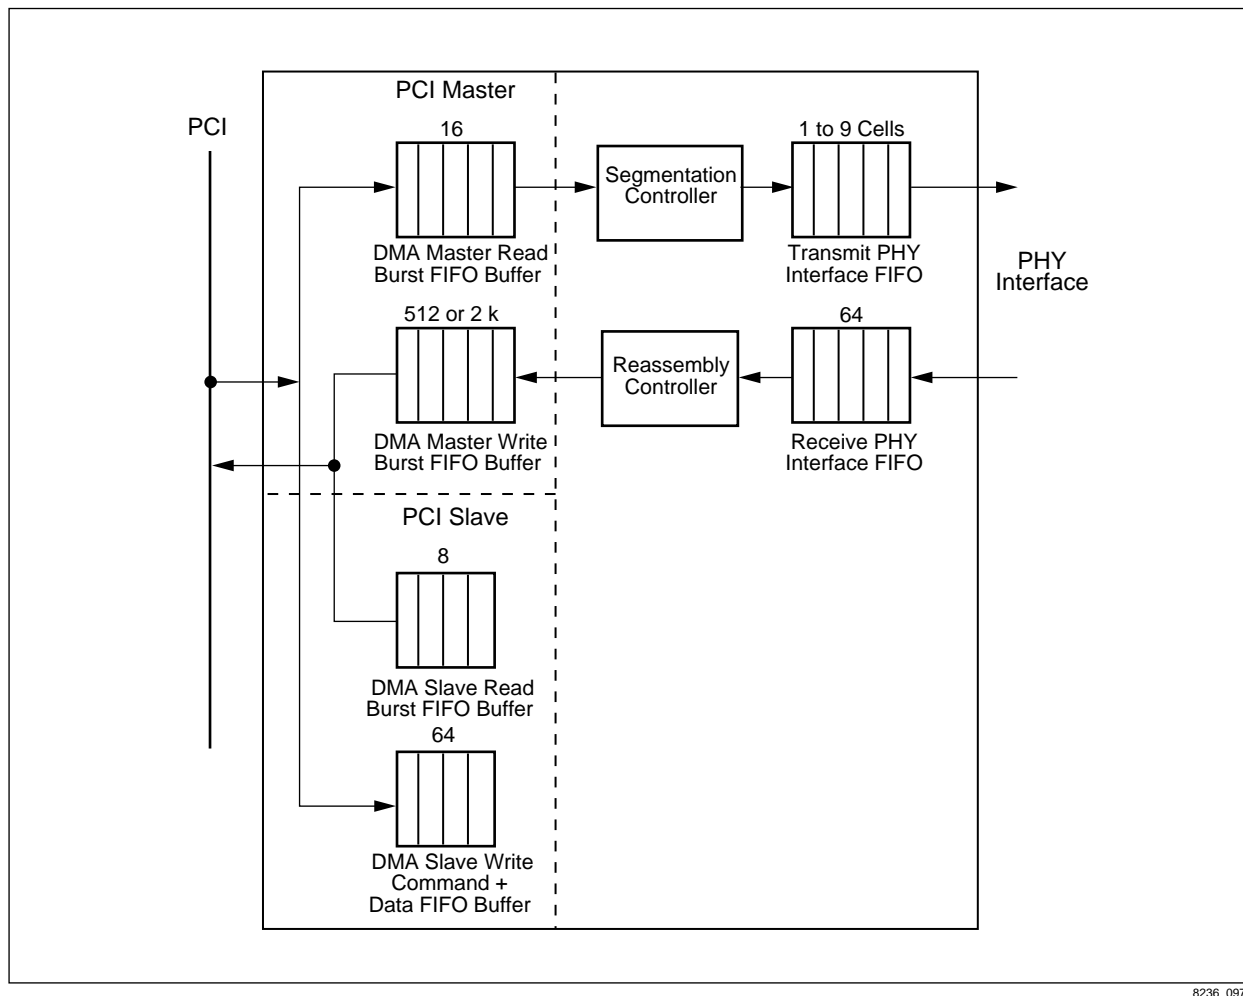 PCI Master
PCI
16
1 to 9 Cells
Segmentation
Controller
DMA Master Read
Burst FIFO Buffer
Transmit PHY
Interface FIFO
PHY
Interface
512 or 2 k
64
Reassembly
Controller
DMA Master Write
Burst FIFO Buffer
Receive PHY
Interface FIFO
PCI Slave
8
DMA Slave Read
Burst FIFO Buffer
64
DMA Slave Write
Command +
Data FIFO Buffer
8236_097